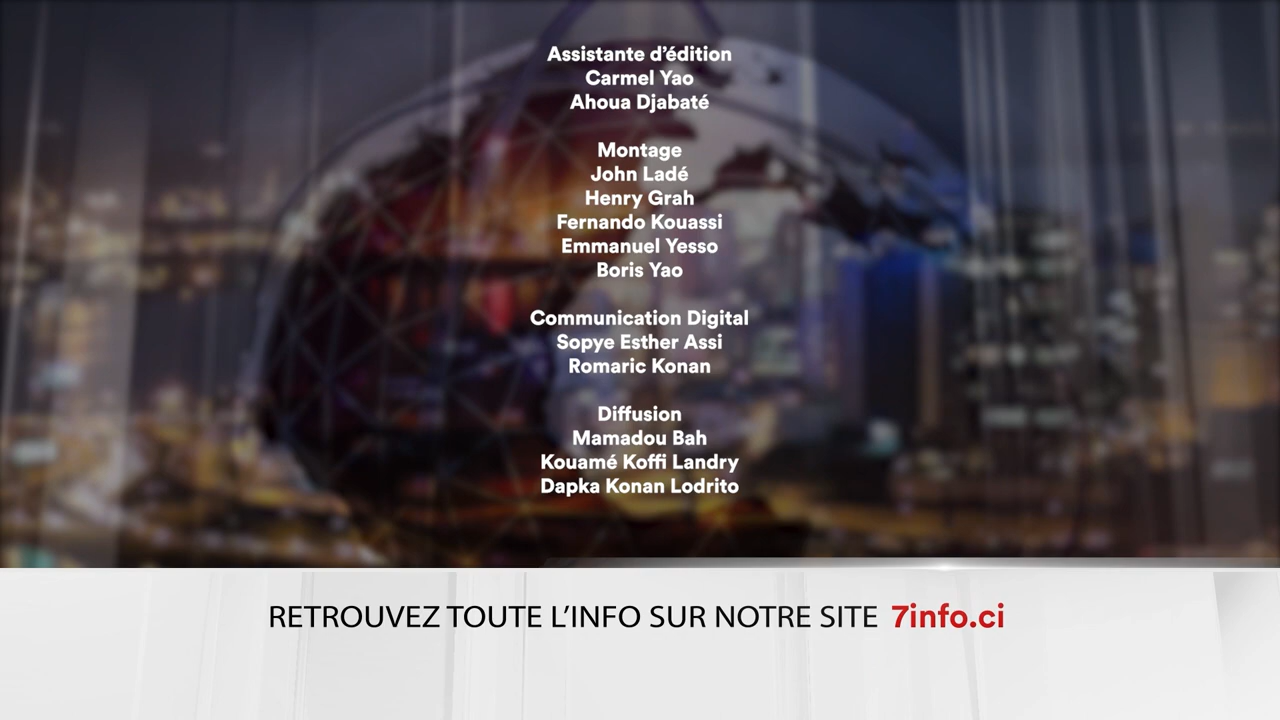 Assistante d'édition
Carmel Yao
Ahoua Djabaté
Montage
John Ladé
Henry Grah
Fernando Kouassi
Emmanuel Yesso
Boris Yao
Communication Digital
Sopye Esther Assi
Romaric Konan
Diffusion
Mamadou Bah
Kouamé Koffi Landry
Dapka Konan Lodrito
RETROUVEZ TOUTE L'INFO SUR NOTRE SITE 7info.ci